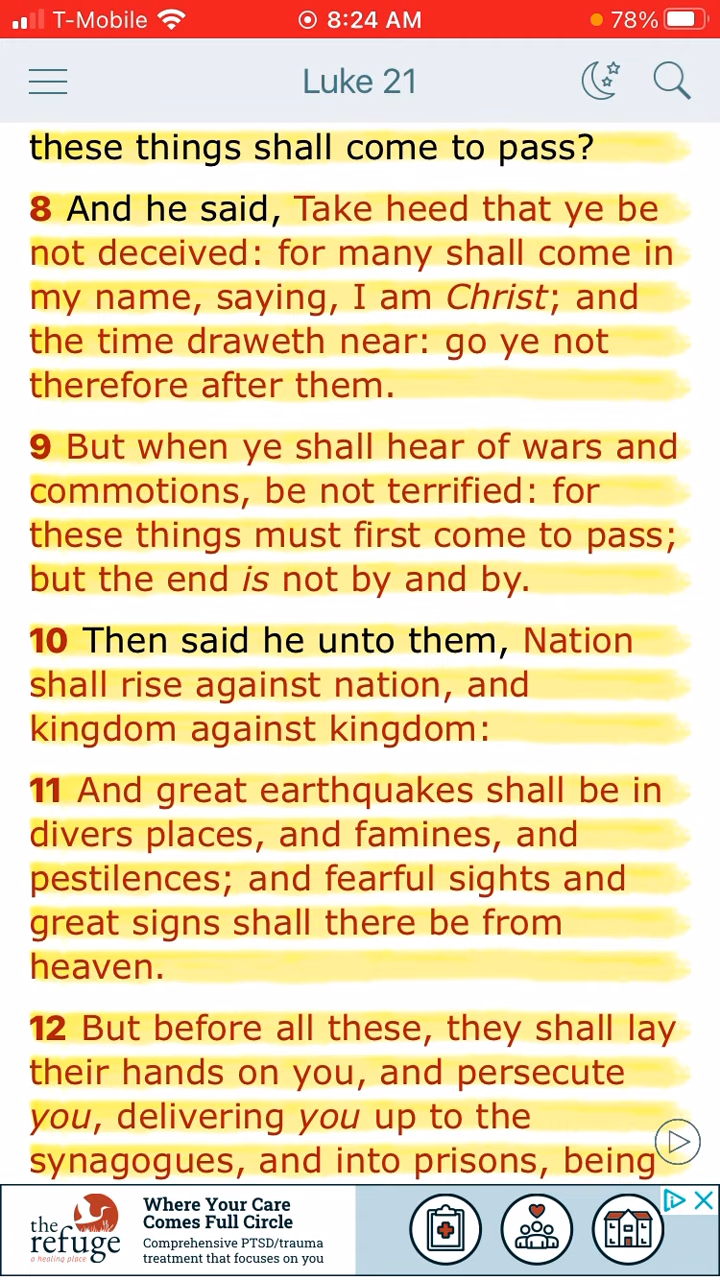 T-Mobile 8:24 AM 78%
Luke 21
these things shall come to pass?
8 And he said, Take heed that ye be
not deceived: for many shall come in
my name, saying, I am Christ; and
the time draweth near: go ye not
therefore after them.
9 But when ye shall hear of wars and
commotions, be not terrified: for
these things must first come to pass;
but the end is not by and by.
10 Then said he unto them, Nation
shall rise against nation, and
kingdom against kingdom:
11 And great earthquakes shall be in
divers places, and famines, and
pestilences; and fearful sights and
great signs shall there be from
heaven.
12 But before all these, they shall lay
their hands on you, and persecute
you, delivering you up to the
synagogues, and into prisons, being
the
refuge
a healing place
Where Your Care
Comes Full Circle
Comprehensive PTSD/trauma
treatment that focuses on you